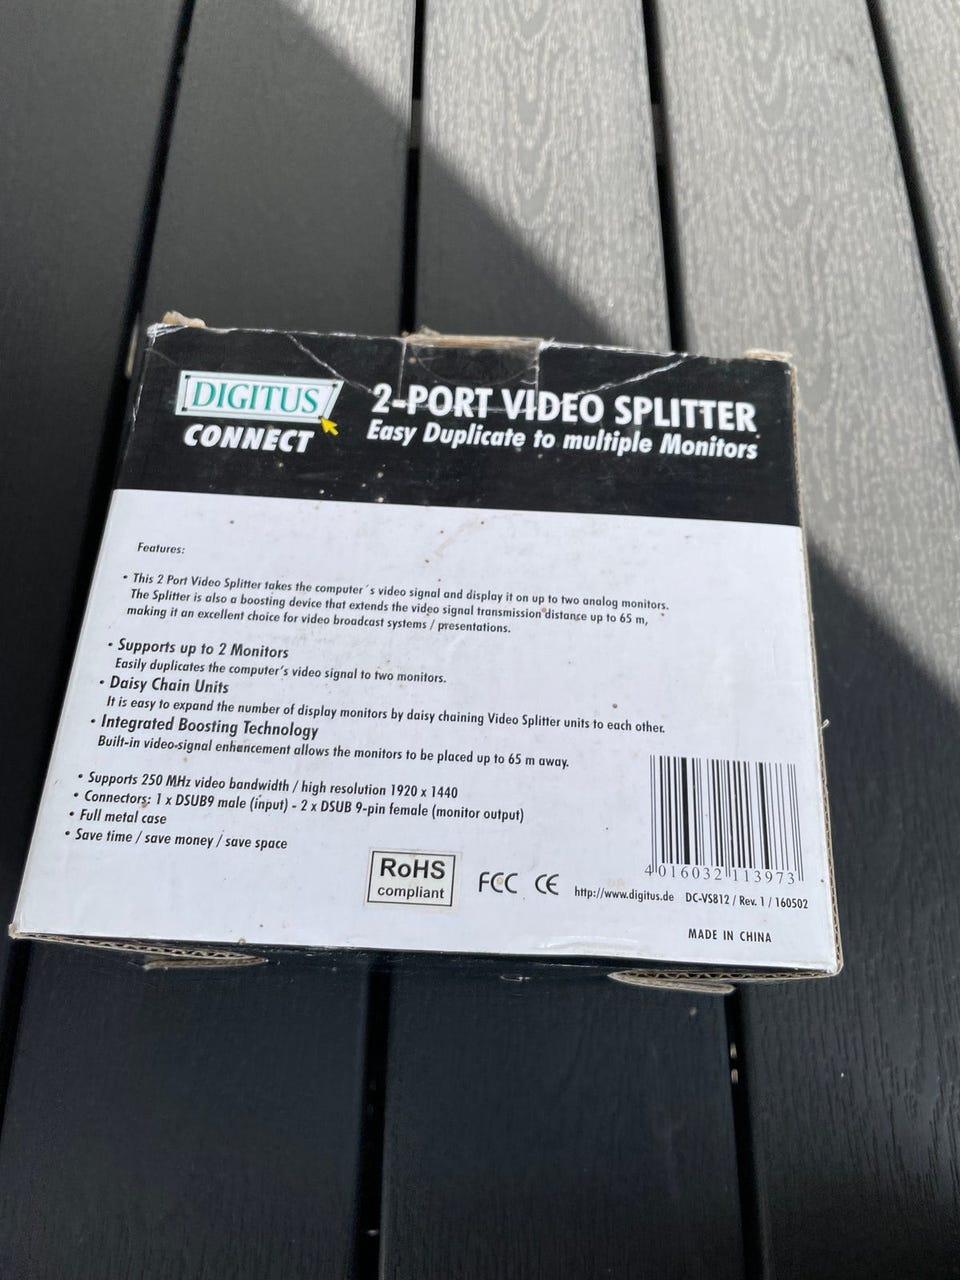 DIGITUS
CONNECT
2-PORT VIDEO SPLITTER
Easy Duplicate to multiple Monitors
Features:
• This 2 Port Video Splitter takes the computer´s video signal and display it on up to two analog monitors.
The Splitter is also a boosting device that extends the video signal transmission distance up to 65 m,
making it an excellent choice for video broadcast systems / presentations.
• Supports up to 2 Monitors
Easily duplicates the computer's video signal to two monitors.
• Daisy Chain Units
It is easy to expand the number of display monitors by daisy chaining Video Splitter units to each other.
• Integrated Boosting Technology
Built-in video-signal enhancement allows the monitors to be placed up to 65 m away.
• Supports 250 MHz video bandwidth / high resolution 1920 x 1440
• Connectors: 1 x DSUB9 male (input) - 2 x DSUB 9-pin female (monitor output)
• Full metal case
• Save time / save money / save space
RoHS
compliant
FCC CE
4 016032 113973
http://www.digitus.de DC-VS812 / Rev. 1 / 160502
MADE IN CHINA